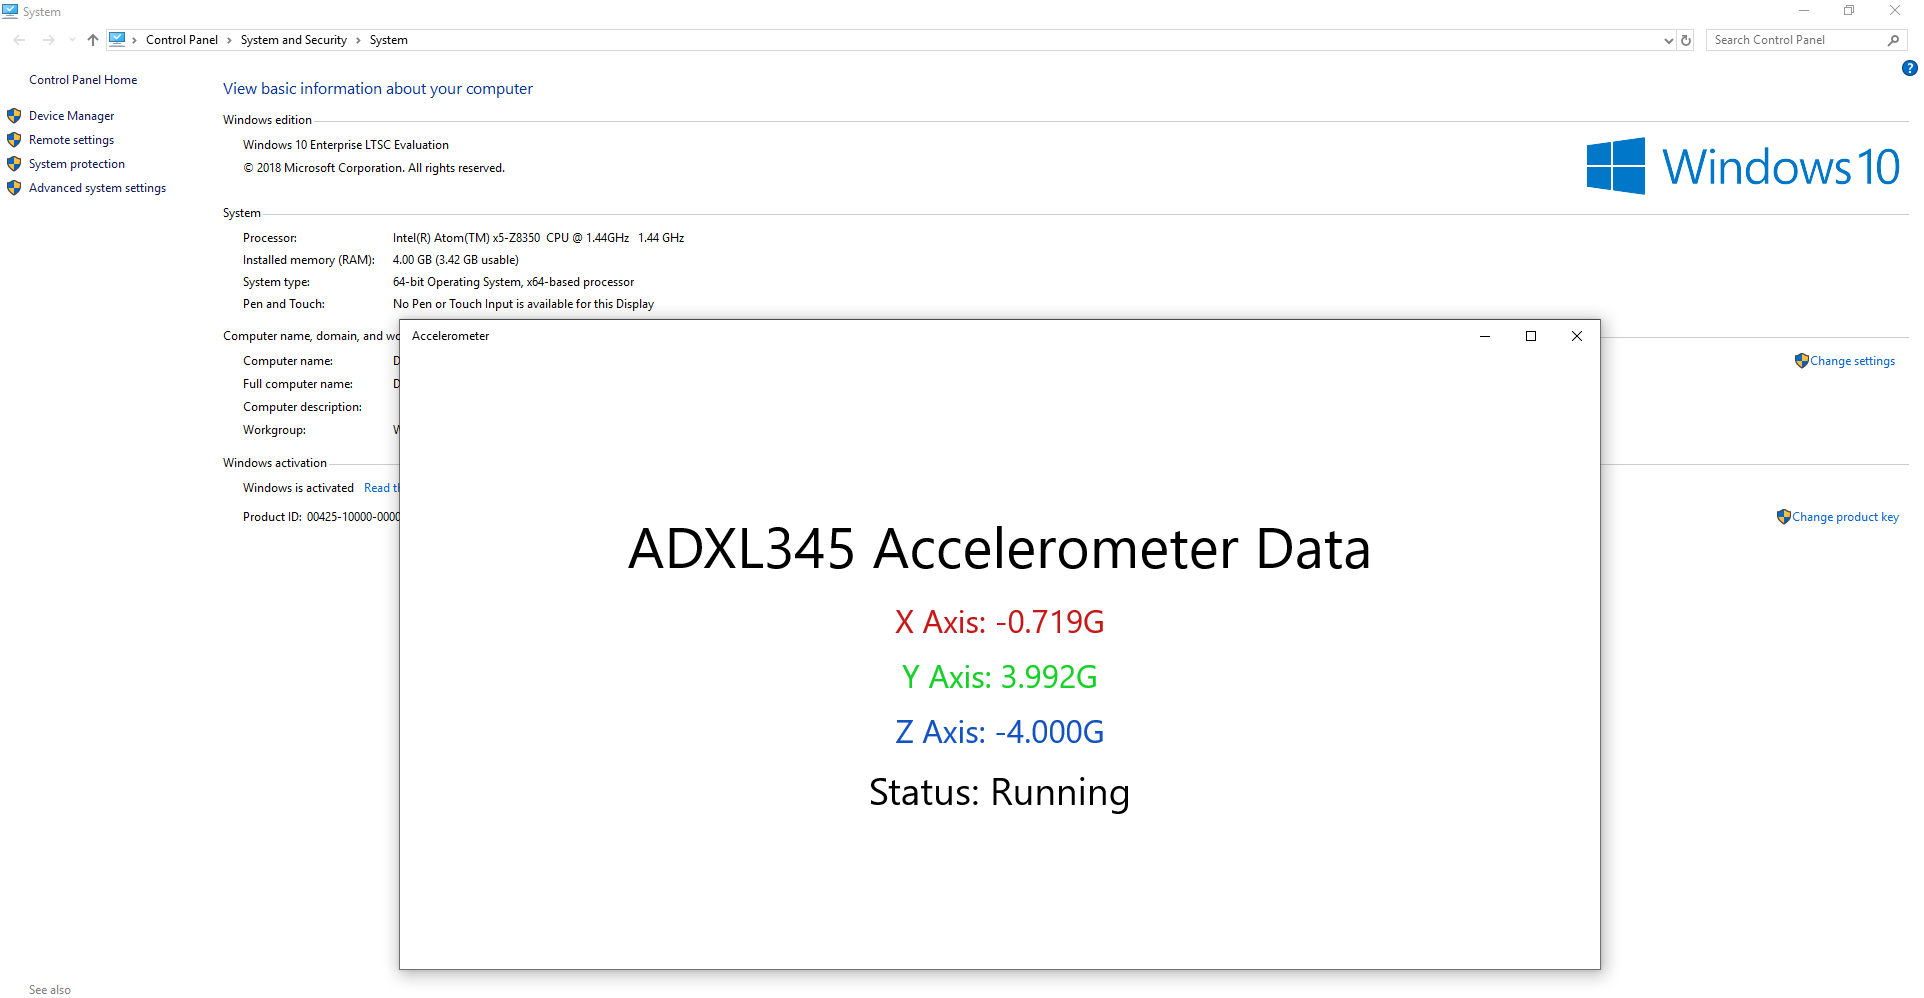 System
Control Panel › System and Security › System
Search Control Panel
Control Panel Home
Device Manager
Remote settings
System protection
Advanced system settings
View basic information about your computer
Windows edition
Windows 10 Enterprise LTSC Evaluation
© 2018 Microsoft Corporation. All rights reserved.
Windows 10
System
Processor: Intel(R) Atom(TM) x5-Z8350 CPU @ 1.44GHz 1.44 GHz
Installed memory (RAM): 4.00 GB (3.42 GB usable)
System type: 64-bit Operating System, x64-based processor
Pen and Touch: No Pen or Touch Input is available for this Display
Computer name, domain, and
Computer name: D
Full computer name: D
Computer description:
Workgroup: W
Change settings
Windows activation
Windows is activated Read
Product ID: 00425-10000-0000
Change product key
See also
Accelerometer
ADXL345 Accelerometer Data
X Axis: -0.719G
Y Axis: 3.992G
Z Axis: -4.000G
Status: Running